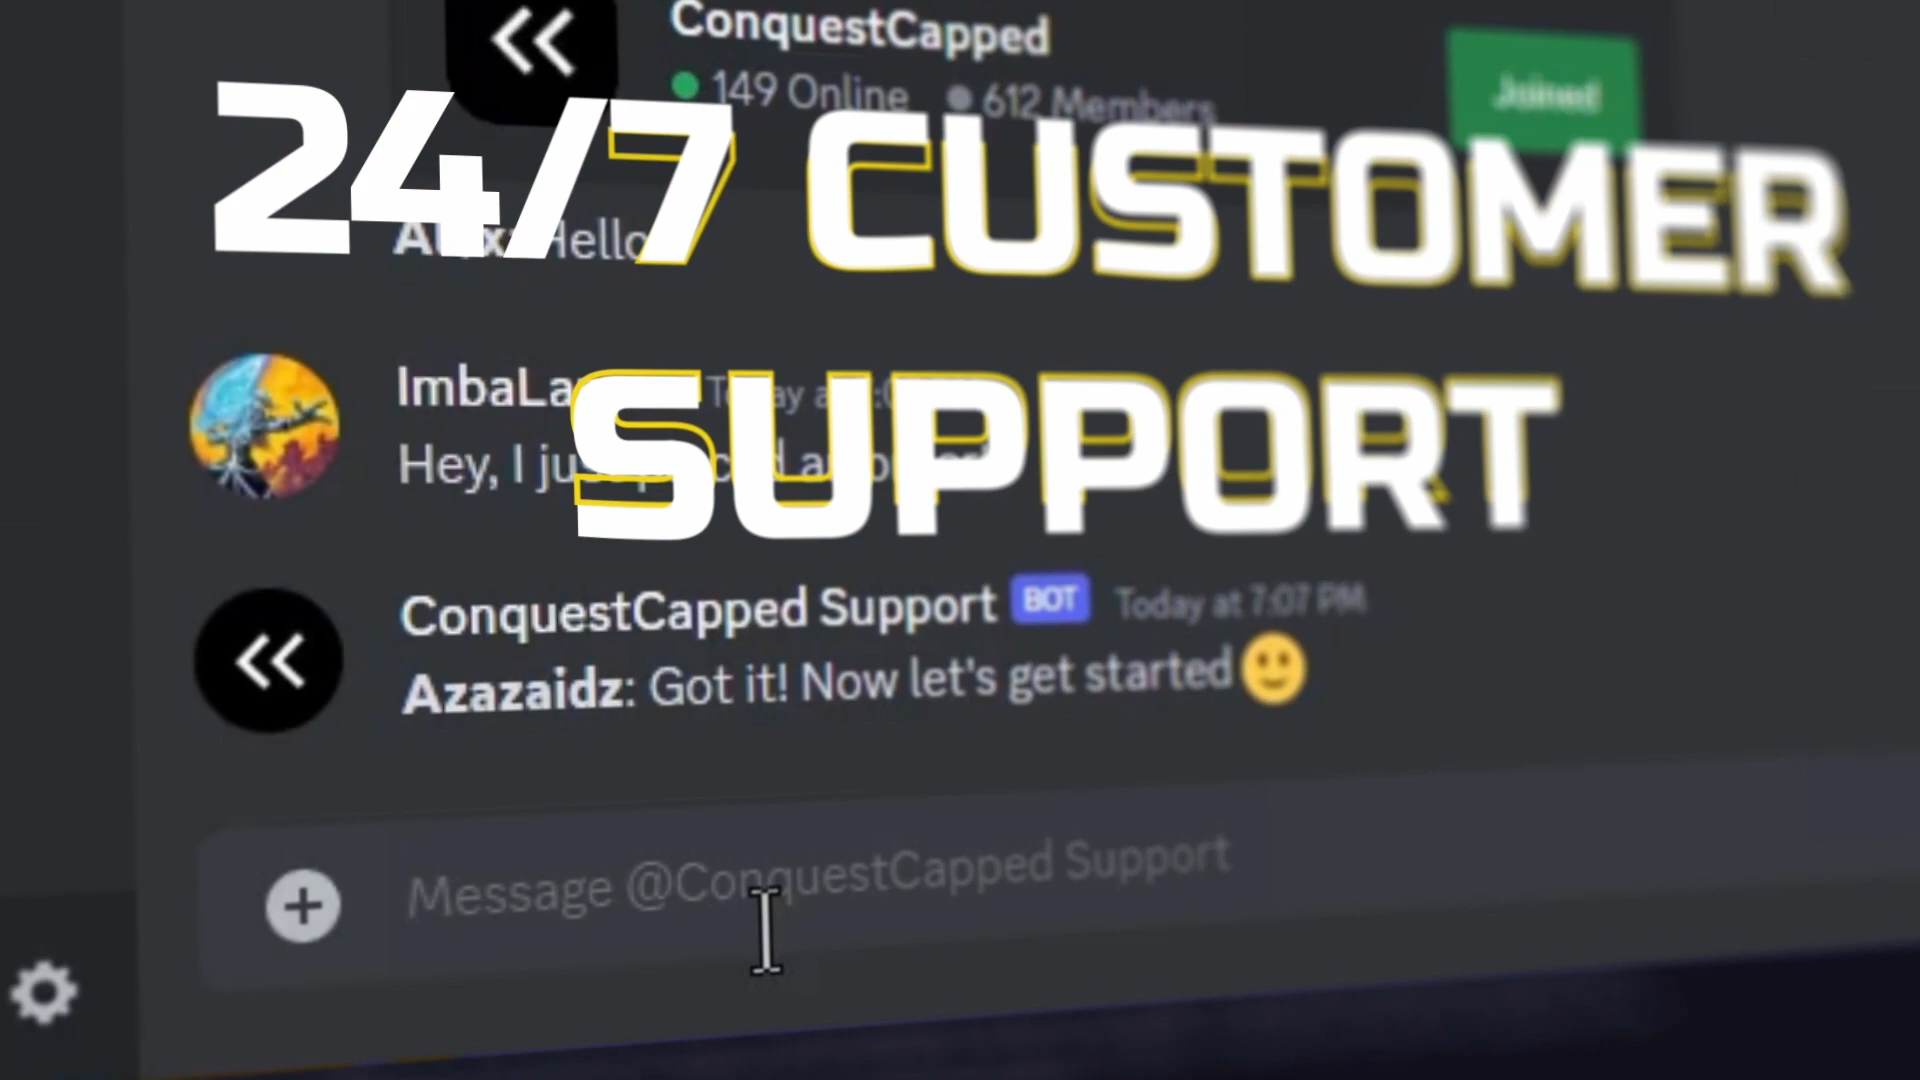 ConquestCapped
149 Online 612 Members
Joined
24/7 CUSTOMER
Hello
ImbaLa
SUPPORT
Hey, I
ConquestCapped Support BOT Today at 7:07 PM
Azazaidz: Got it! Now let's get started
Message @ConquestCapped Support